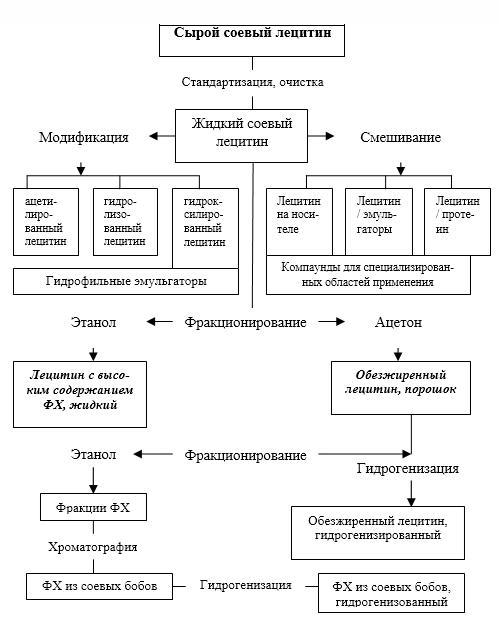 Сырой соевый лецитин
Стандартизация, очистка
Жидкий соевый
лецитин
Модификация
Смешивание
ацети-
лиро-
ванный
лецитин
гидро-
лизо-
ванный
лецитин
гидрок-
силиро-
ванный
лецитин
Лецитин
на носи-
теле
Лецитин
/ эмуль-
гаторы
Лецитин
/ проте-
ин
Гидрофильные эмульгаторы
Компаунды для специализирован-
ных областей применения
Этанол
Фракционирование
Ацетон
Лецитин с высо-
ким содержанием
ФХ, жидкий
Обезжиренный
лецитин, порошок
Этанол
Фракционирование
Гидрогенизация
Фракции ФХ
Обезжиренный лецитин,
гидрогенизированный
Хроматография
ФХ из соевых бобов
Гидрогенизация
ФХ из соевых бобов,
гидрогенизованный